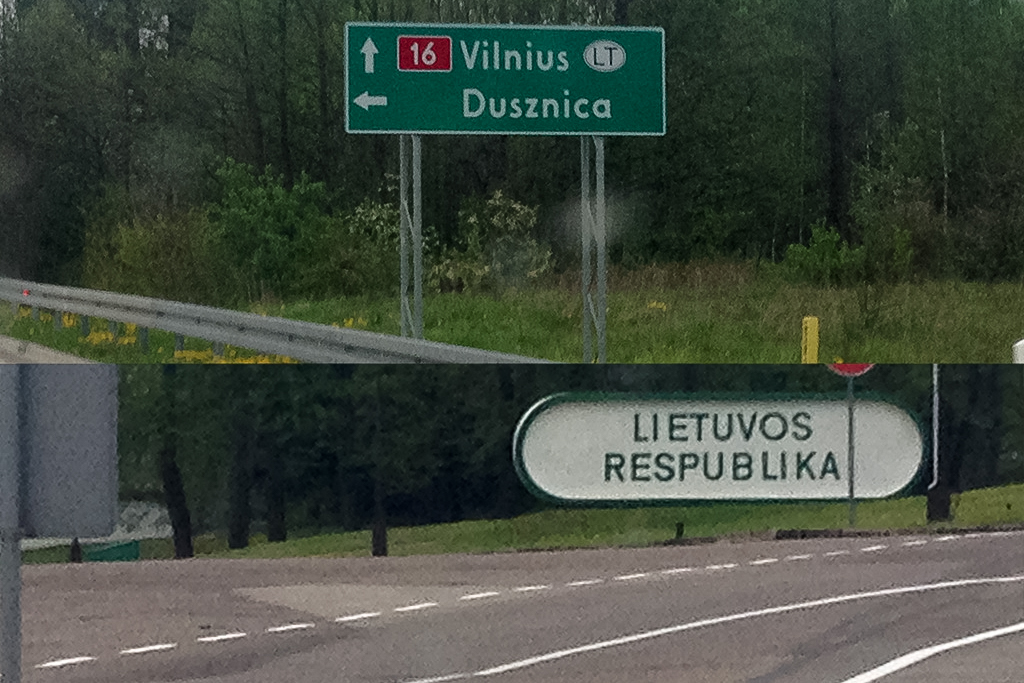 16 Vilnius LT
Dusznica
LIETUVOS
RESPUBLIKA